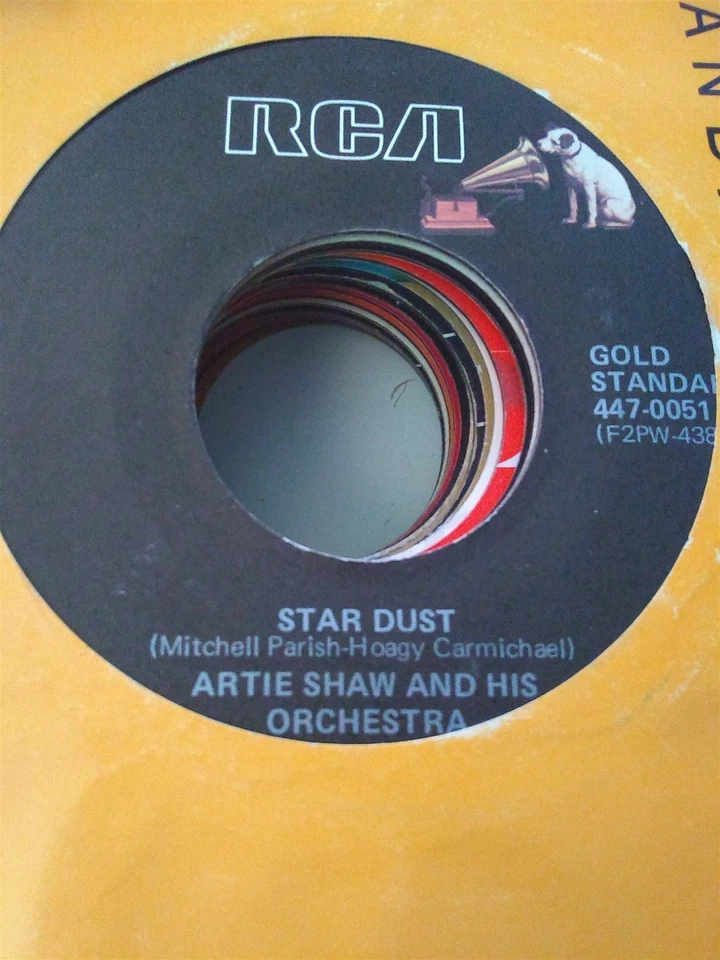 RCA
GOLD
STANDA
447-0051
(F2PW-438
STAR DUST
(Mitchell Parish-Hoagy Carmichael)
ARTIE SHAW AND HIS
ORCHESTRA